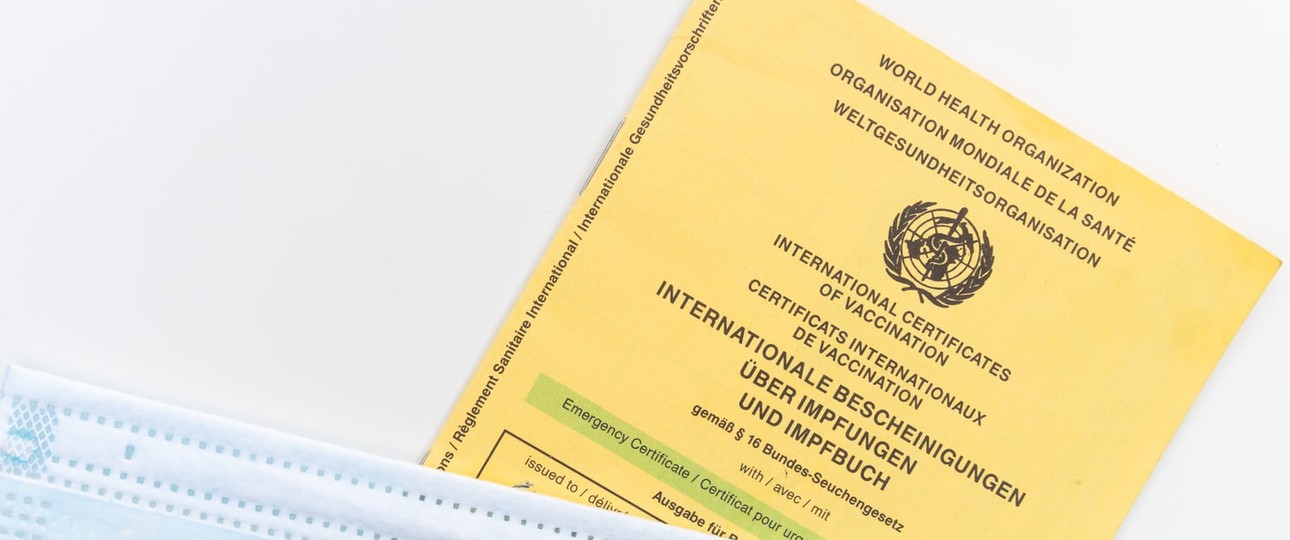 WORLD HEALTH ORGANIZATION
ORGANISATION MONDIALE DE LA SANTÉ
WELTGESUNDHEITSORGANISATION
INTERNATIONAL CERTIFICATES
OF VACCINATION
CERTIFICATS INTERNATIONAUX
DE VACCINATION
INTERNATIONALE BESCHEINIGUNGEN
ÜBER IMPFUNGEN
UND IMPFBUCH
gemäß § 16 Bundes-Seuchengesetz
with / avec / mit
Emergency Certificate / Certificat pour urg
Ausgabe für
issued to / délivr
ons / Règlement Sanitaire International / Internationale Gesundheitsvorschriften